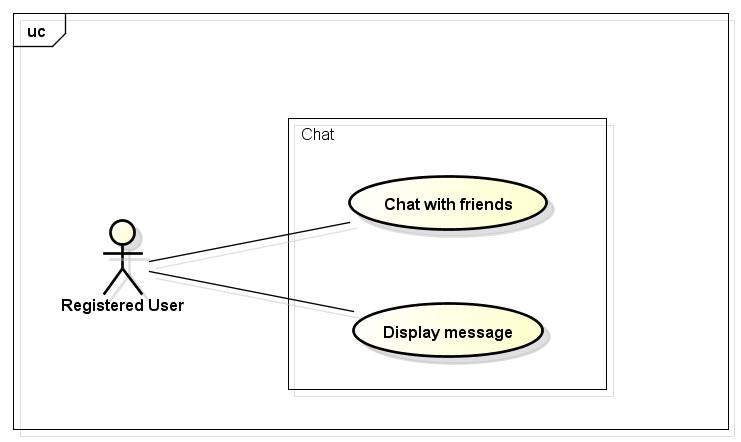 uc
Chat
Chat with friends
Registered User
Display message